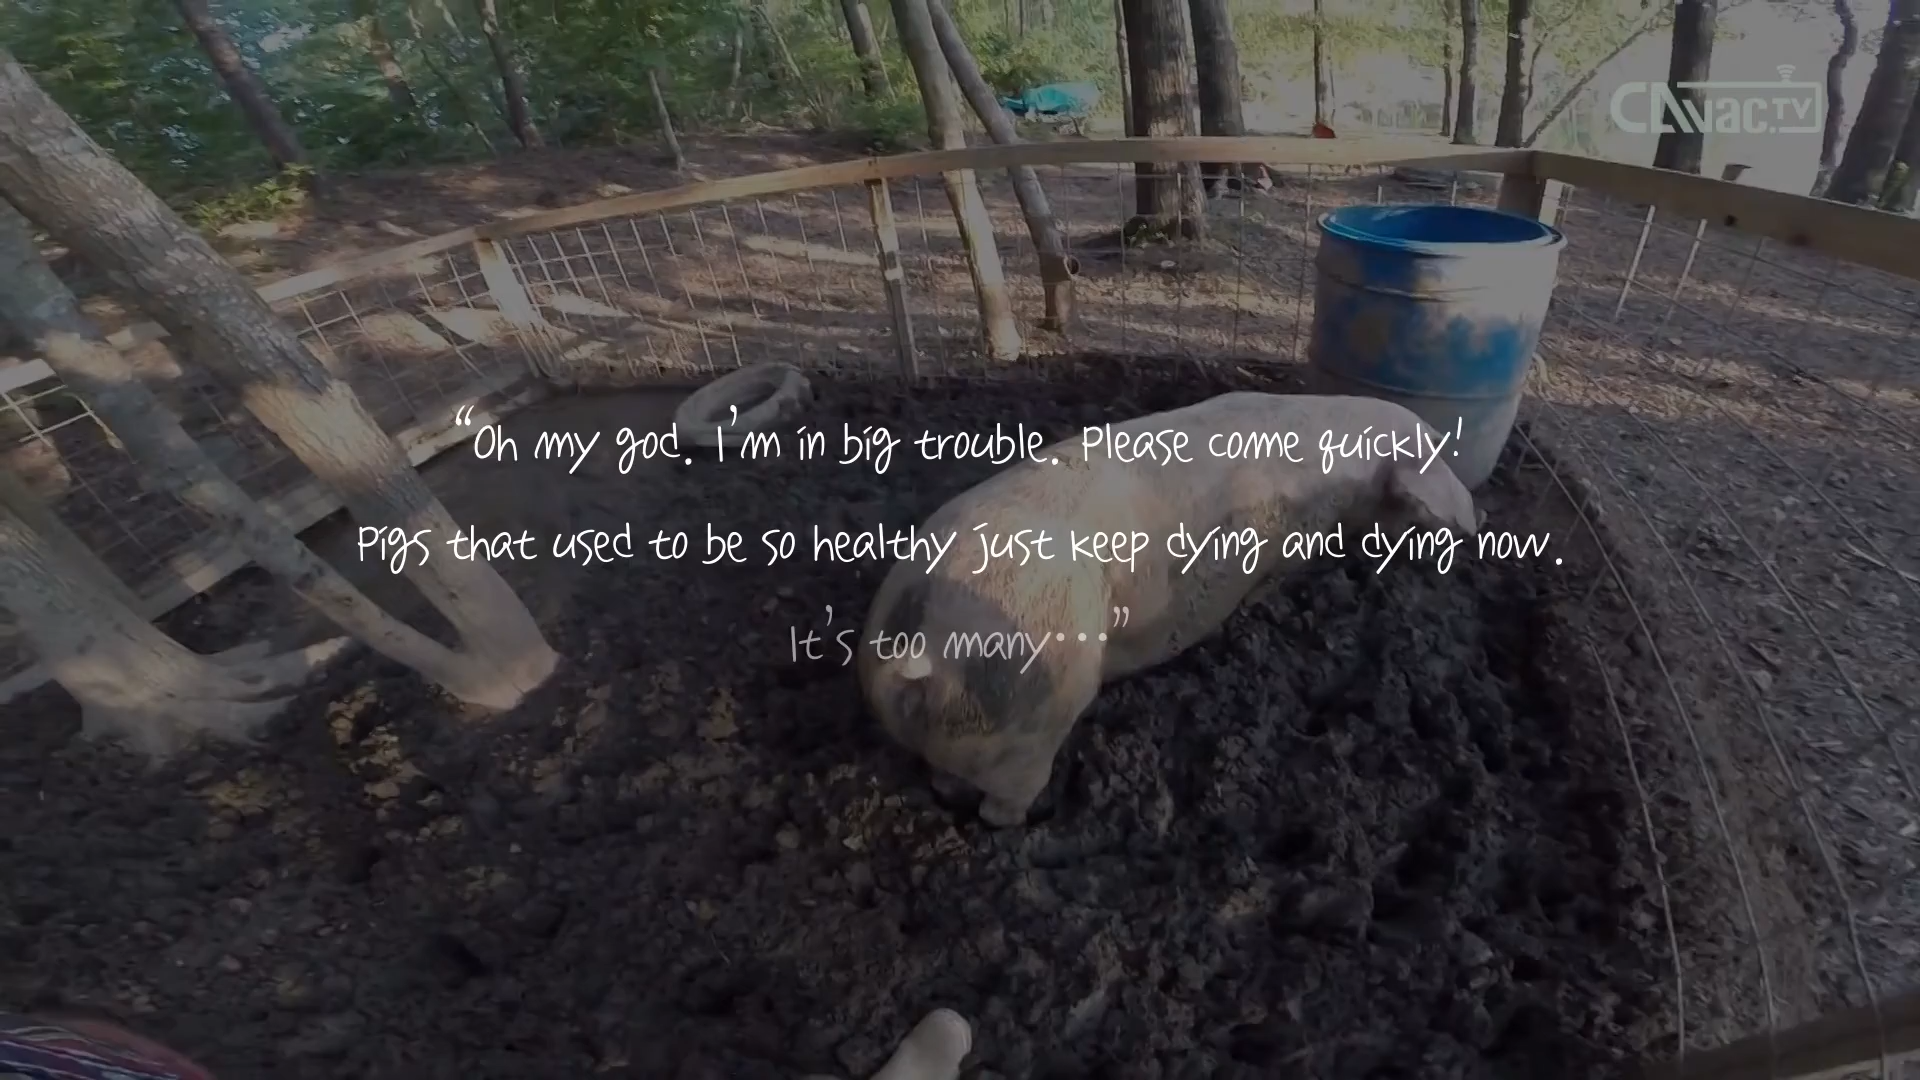 CAVAC.TV
“Oh my god. I’m in big trouble. Please come quickly!
Pigs that used to be so healthy just keep dying and dying now.
It’s too many…”